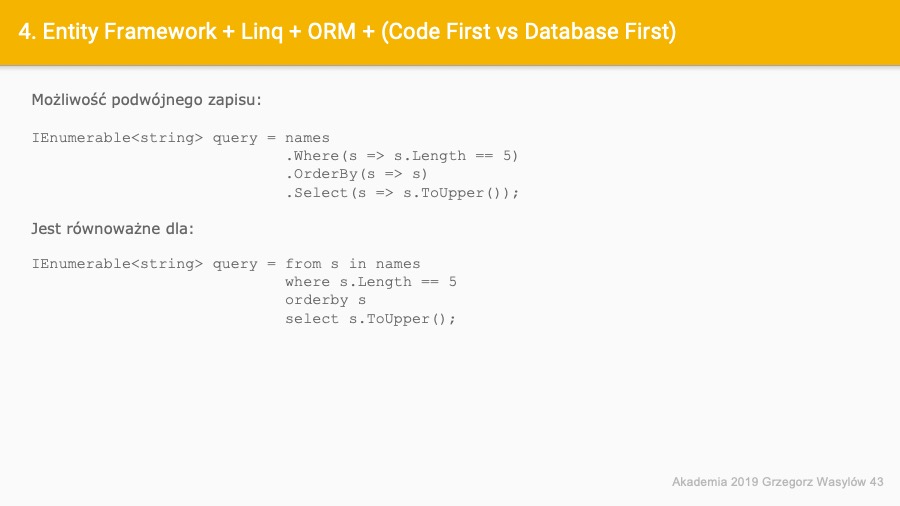 4. Entity Framework + Linq + ORM + (Code First vs Database First)
Możliwość podwójnego zapisu:
IEnumerable<string> query = names
.Where(s => s.Length == 5)
.OrderBy(s => s)
.Select(s => s.ToUpper());
Jest równoważne dla:
IEnumerable<string> query = from s in names
where s.Length == 5
orderby s
select s.ToUpper();
Akademia 2019 Grzegorz Wasylów 43